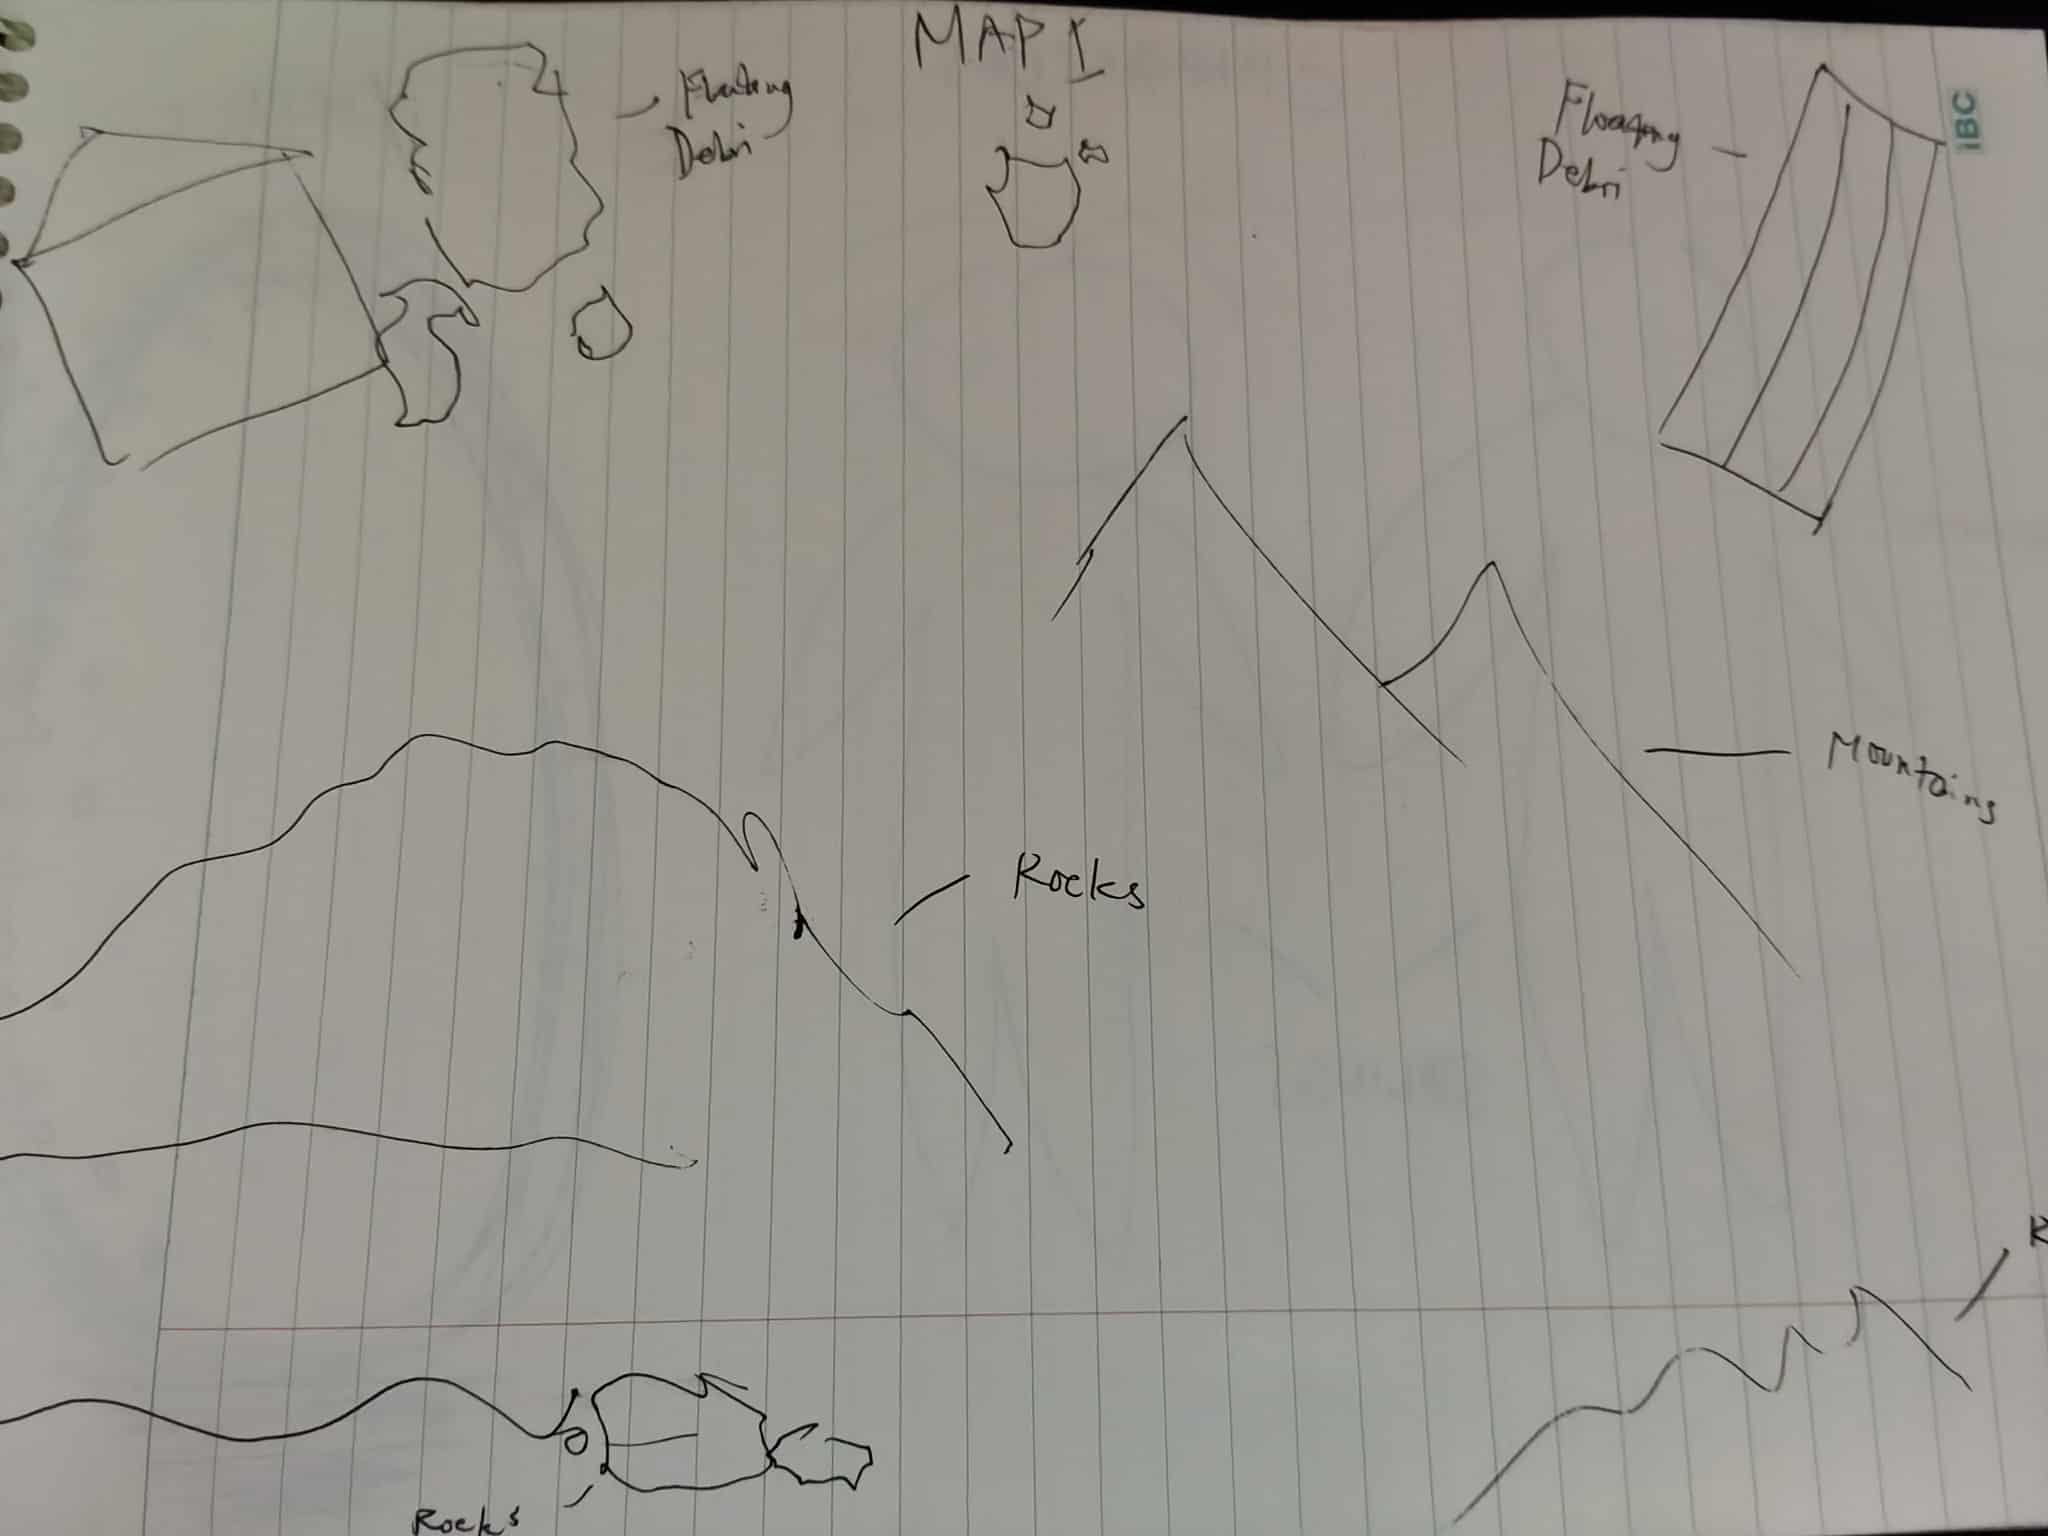 MAP I
Floating
Debri
Floating
Debri
iBC
Mountains
Rocks
R
Rocks